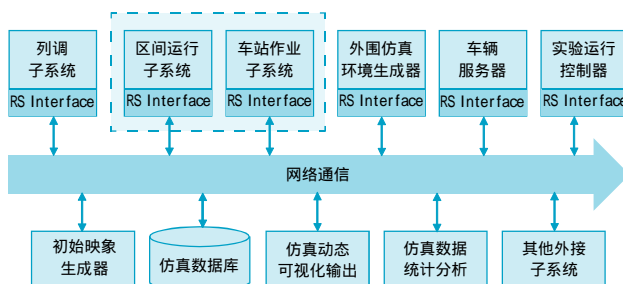 列调
子系统
RS Interface
区间运行
子系统
RS Interface
车站作业
子系统
RS Interface
外围仿真
环境生成器
RS Interface
车辆
服务器
RS Interface
实验运行
控制器
RS Interface
网络通信
初始映象
生成器
仿真数据库
仿真动态
可视化输出
仿真数据
统计分析
其他外接
子系统